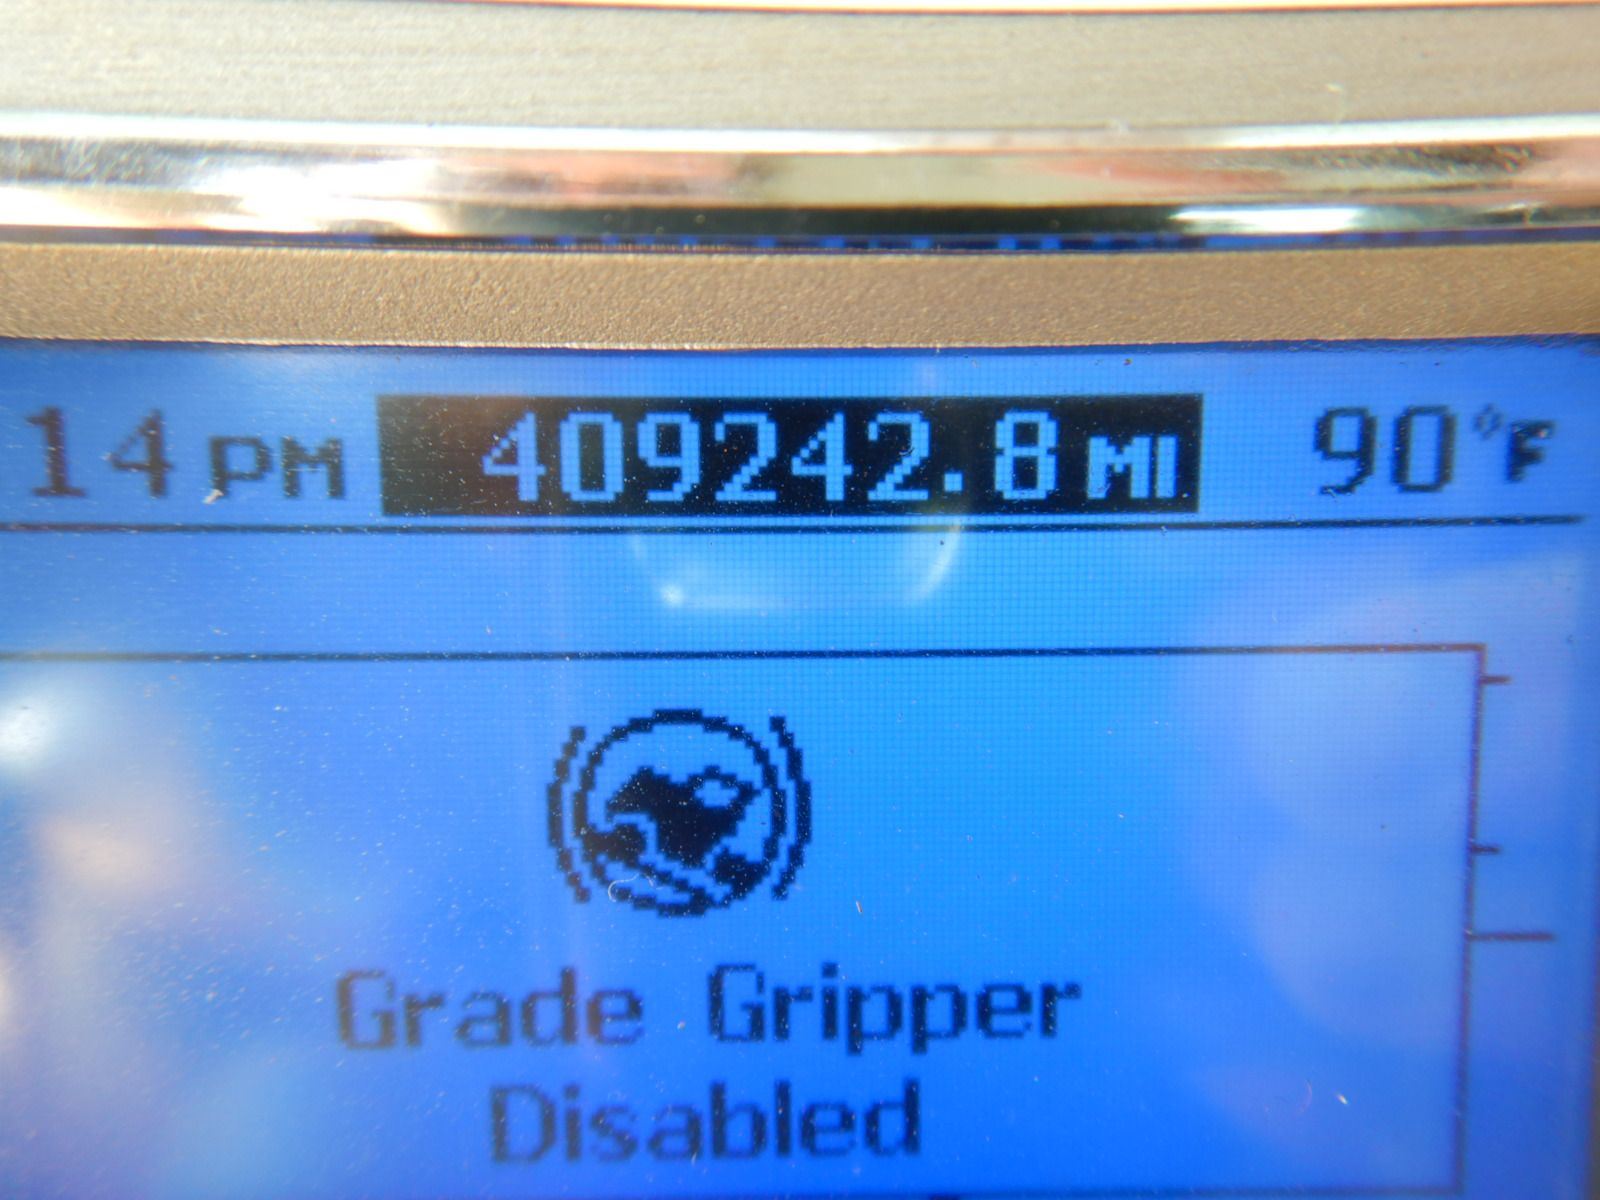 14 PM 409242.8 MI 90°F
Grade Gripper
Disabled